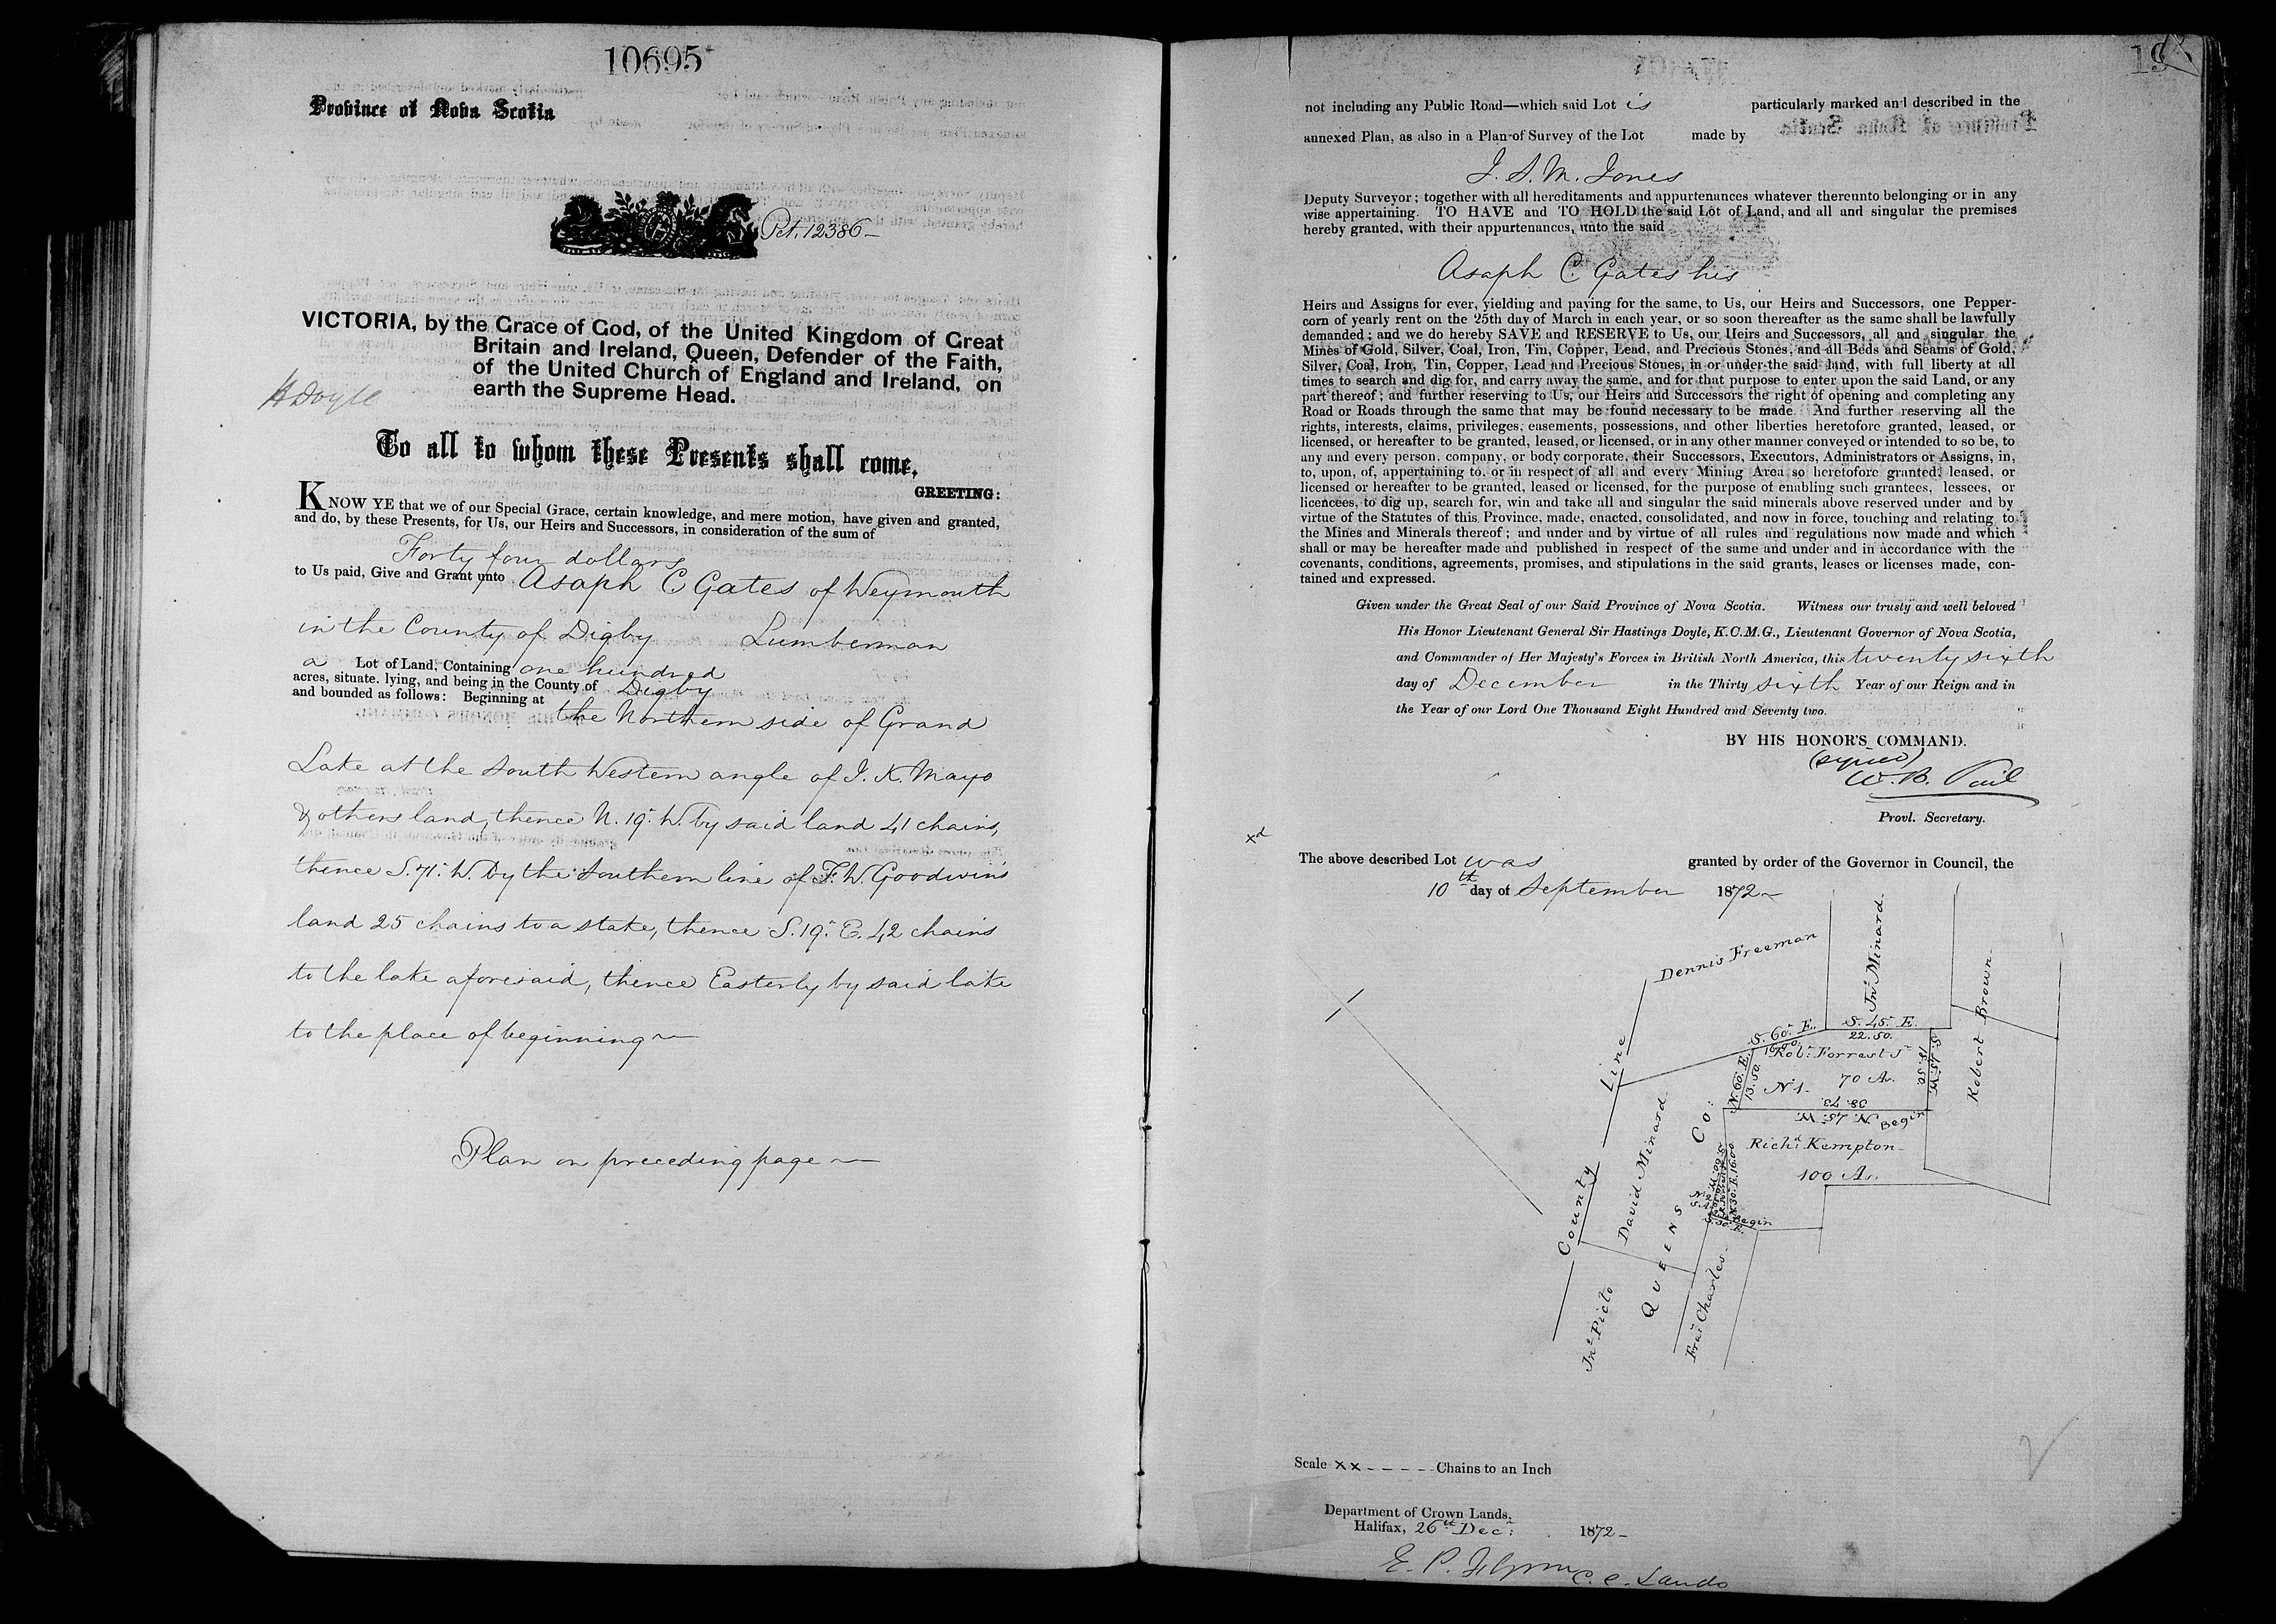 10695
Province of Nova Scotia
Pet. 12386
VICTORIA, by the Grace of God, of the United Kingdom of Great
Britain and Ireland, Queen, Defender of the Faith,
of the United Church of England and Ireland, on
earth the Supreme Head.
H Doyle
To all to whom these Presents shall come,
GREETING:
KNOW YE that we of our Special Grace, certain knowledge, and mere motion, have given and granted,
and do, by these Presents, for Us, our Heirs and Successors, in consideration of the sum of
Forty four dollars
to Us paid, Give and Grant unto Asaph C Gates of Weymouth
in the County of Digby Lumberman
a Lot of Land, Containing one hundred
acres, situate, lying, and being in the County of Digby
and bounded as follows: Beginning at
the Northern side of Grand
Lake at the South Western angle of J. K. Mayo
& others land, thence N. 19° W. by said land 41 chains,
thence S. 71° W. by the Southern line of F. W. Goodwin's
land 25 chains to a stake, thence S. 19° E. 42 chains
to the lake aforesaid, thence Easterly by said lake
to the place of beginning ~
Plan on preceding page ~
not including any Public Road—which said Lot is particularly marked and described in the
annexed Plan, as also in a Plan of Survey of the Lot made by
J. S. M. Jones
Deputy Surveyor; together with all hereditaments and appurtenances whatever thereunto belonging or in any
wise appertaining. TO HAVE and TO HOLD the said Lot of Land, and all and singular the premises
hereby granted, with their appurtenances, unto the said
Asaph C. Gates his
Heirs and Assigns for ever, yielding and paying for the same, to Us, our Heirs and Successors, one Pepper-
corn of yearly rent on the 25th day of March in each year, or so soon thereafter as the same shall be lawfully
demanded; and we do hereby SAVE and RESERVE to Us, our Heirs and Successors, all and singular the
Mines of Gold, Silver, Coal, Iron, Tin, Copper, Lead, and Precious Stones, and all Beds and Seams of Gold,
Silver, Coal, Iron, Tin, Copper, Lead and Precious Stones, in or under the said land, with full liberty at all
times to search and dig for, and carry away the same, and for that purpose to enter upon the said Land, or any
part thereof; and further reserving to Us, our Heirs and Successors the right of opening and completing any
Road or Roads through the same that may be found necessary to be made. And further reserving all the
rights, interests, claims, privileges, easements, possessions, and other liberties heretofore granted, leased, or
licensed, or hereafter to be granted, leased, or licensed, or in any other manner conveyed or intended to so be, to
any and every person, company, or body corporate, their Successors, Executors, Administrators or Assigns, in,
to, upon, of, appertaining to, or in respect of all and every Mining Area so heretofore granted, leased, or
licensed or hereafter to be granted, leased or licensed, for the purpose of enabling such grantees, lessees, or
licencees, to dig up, search for, win and take all and singular the said minerals above reserved under and by
virtue of the Statutes of this Province, made, enacted, consolidated, and now in force, touching and relating to
the Mines and Minerals thereof; and under and by virtue of all rules and regulations now made and which
shall or may be hereafter made and published in respect of the same and under and in accordance with the
covenants, conditions, agreements, promises, and stipulations in the said grants, leases or licenses made, con-
tained and expressed.
Given under the Great Seal of our Said Province of Nova Scotia. Witness our trusty and well beloved
His Honor Lieutenant General Sir Hastings Doyle, K.C.M.G., Lieutenant Governor of Nova Scotia,
and Commander of Her Majesty's Forces in British North America, this twenty sixth
day of December in the Thirty sixth Year of our Reign and in
the Year of our Lord One Thousand Eight Hundred and Seventy two.
BY HIS HONOR'S COMMAND.
(signed)
W. B. Vail
Provl. Secretary.
xd
The above described Lot was granted by order of the Governor in Council, the
10th day of September 1872
Dennis Freeman
Jno. Minard.
Robert Brown
S. 60° E.
16.00
S. 45° E.
22.50.
Robt. Forrest Jr
No 1. 70 A.
N. 60° E.
13.50.
S. 45° W.
18.50
38.73.
N. 45° W.
Begin
Richd. Kempton
100 A.
N. 30° E. 16.00
Begin
County Line
David Minard.
QUEENS CO:
Jno. Picto
Fras. Charles
Scale xx - - - - - Chains to an Inch
Department of Crown Lands,
Halifax, 26th Decr. 1872
2